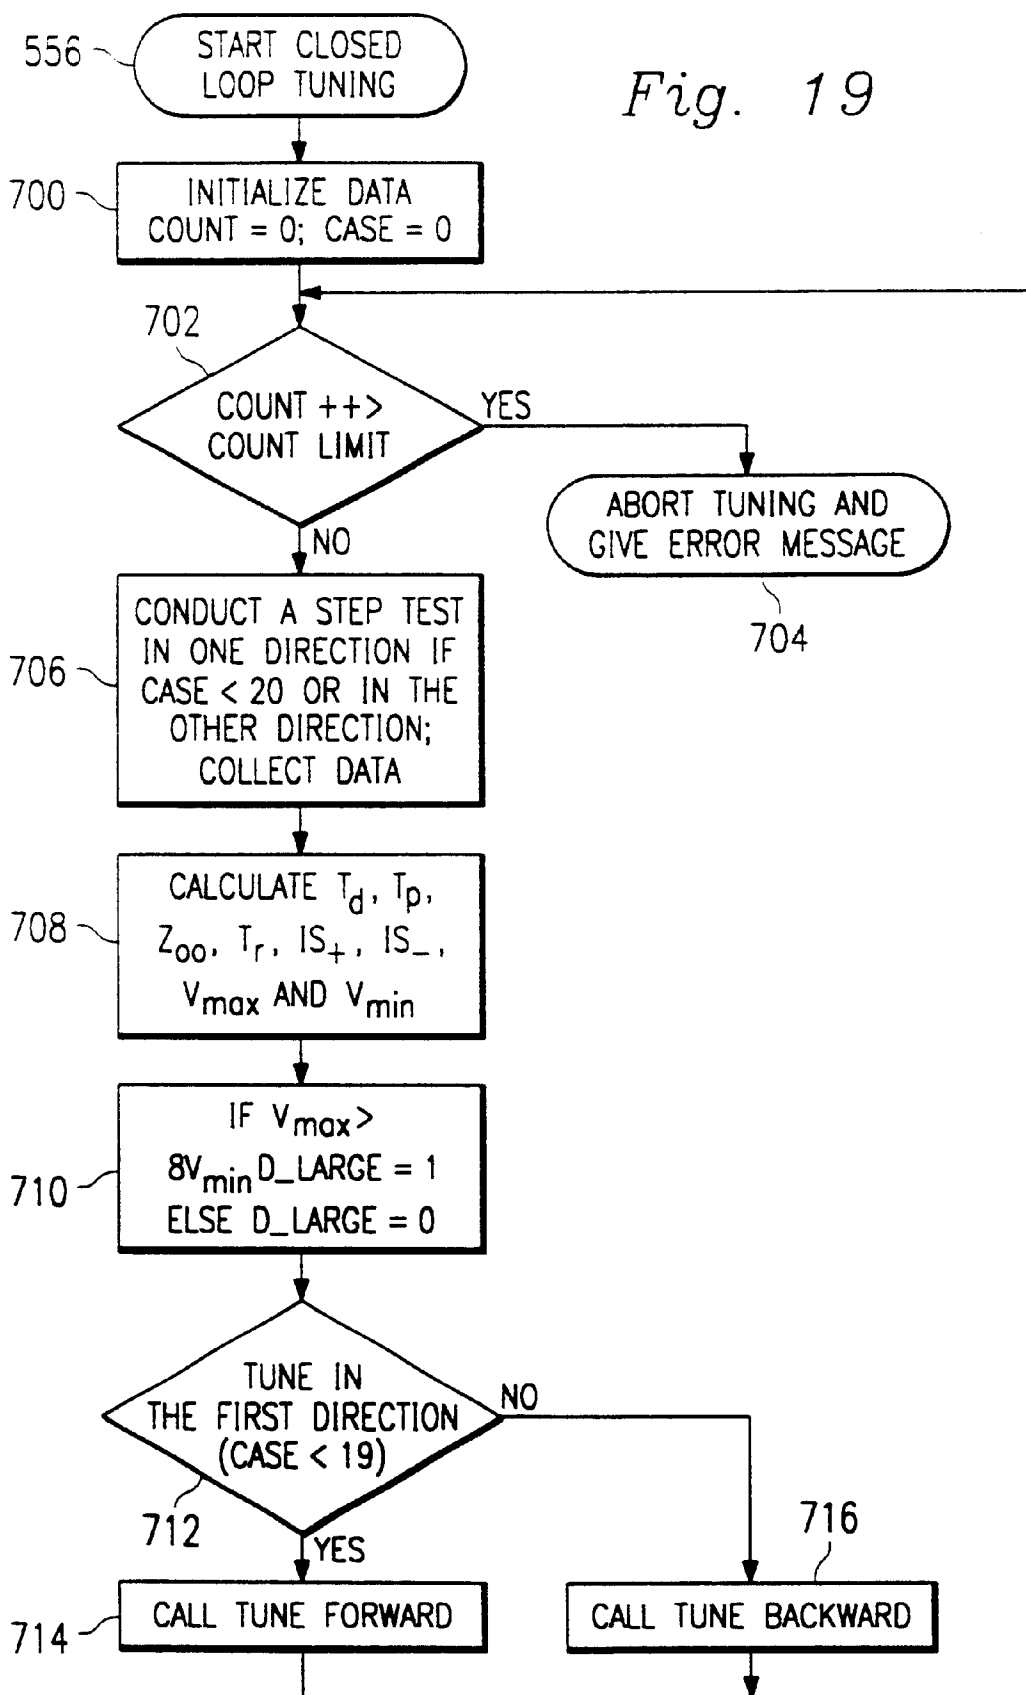 Fig. 19
556
START CLOSED
LOOP TUNING
700
INITIALIZE DATA
COUNT = 0; CASE = 0
702
COUNT ++>
COUNT LIMIT
YES
NO
ABORT TUNING AND
GIVE ERROR MESSAGE
704
706
CONDUCT A STEP TEST
IN ONE DIRECTION IF
CASE < 20 OR IN THE
OTHER DIRECTION;
COLLECT DATA
708
CALCULATE Td, Tp,
Zoo, Tr, IS+, IS−,
Vmax AND Vmin
710
IF Vmax>
8Vmin D_LARGE = 1
ELSE D_LARGE = 0
TUNE IN
THE FIRST DIRECTION
(CASE < 19)
NO
712
YES
716
714
CALL TUNE FORWARD
CALL TUNE BACKWARD